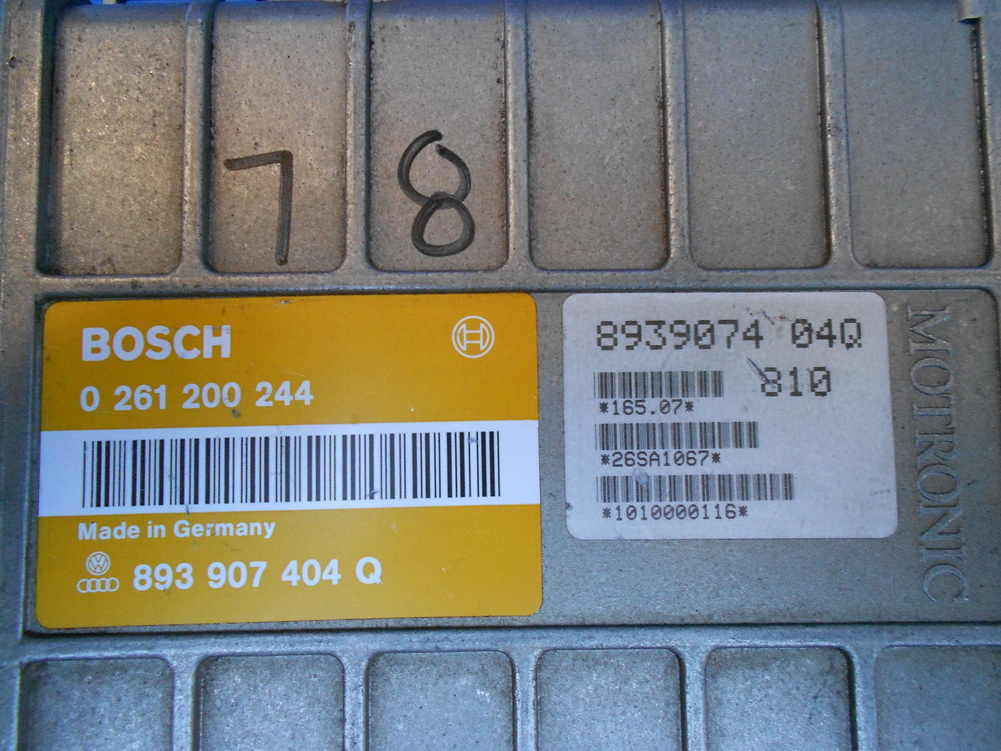 7 8
BOSCH
0 261 200 244
Made in Germany
893 907 404 Q
8939074 04Q
810
*165.07*
*26SA1067*
*1010000116*
MOTRONIC